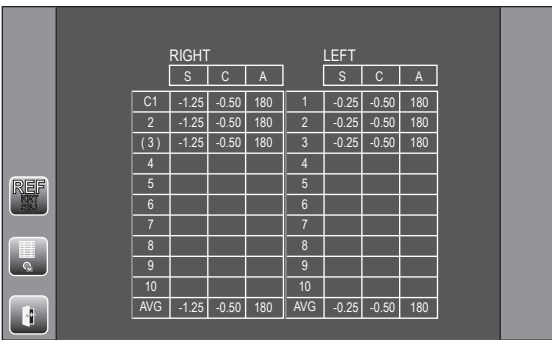 RIGHT LEFT
S C A S C A
C1 -1.25 -0.50 180 1 -0.25 -0.50 180
2 -1.25 -0.50 180 2 -0.25 -0.50 180
(3) -1.25 -0.50 180 3 -0.25 -0.50 180
4 4
5 5
6 6
7 7
8 8
9 9
10 10
AVG -1.25 -0.50 180 AVG -0.25 -0.50 180
REF